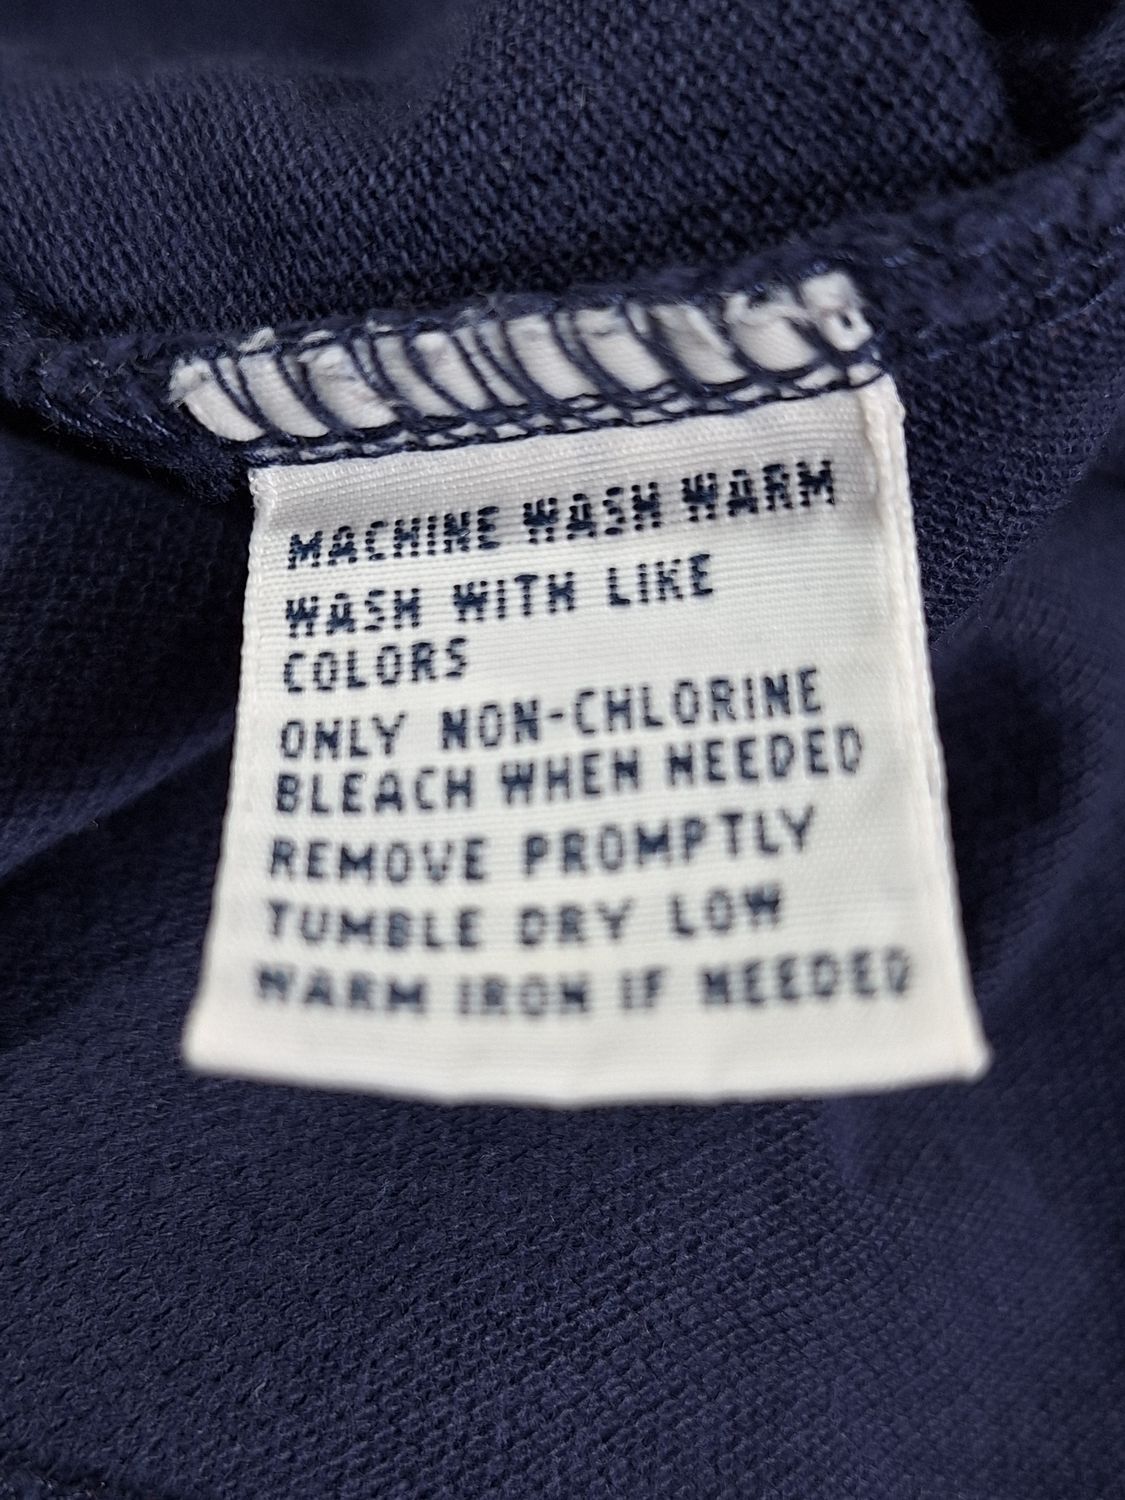 MACHINE WASH WARM
WASH WITH LIKE
COLORS
ONLY NON-CHLORINE
BLEACH WHEN NEEDED
REMOVE PROMPTLY
TUMBLE DRY LOW
WARM IRON IF NEEDED